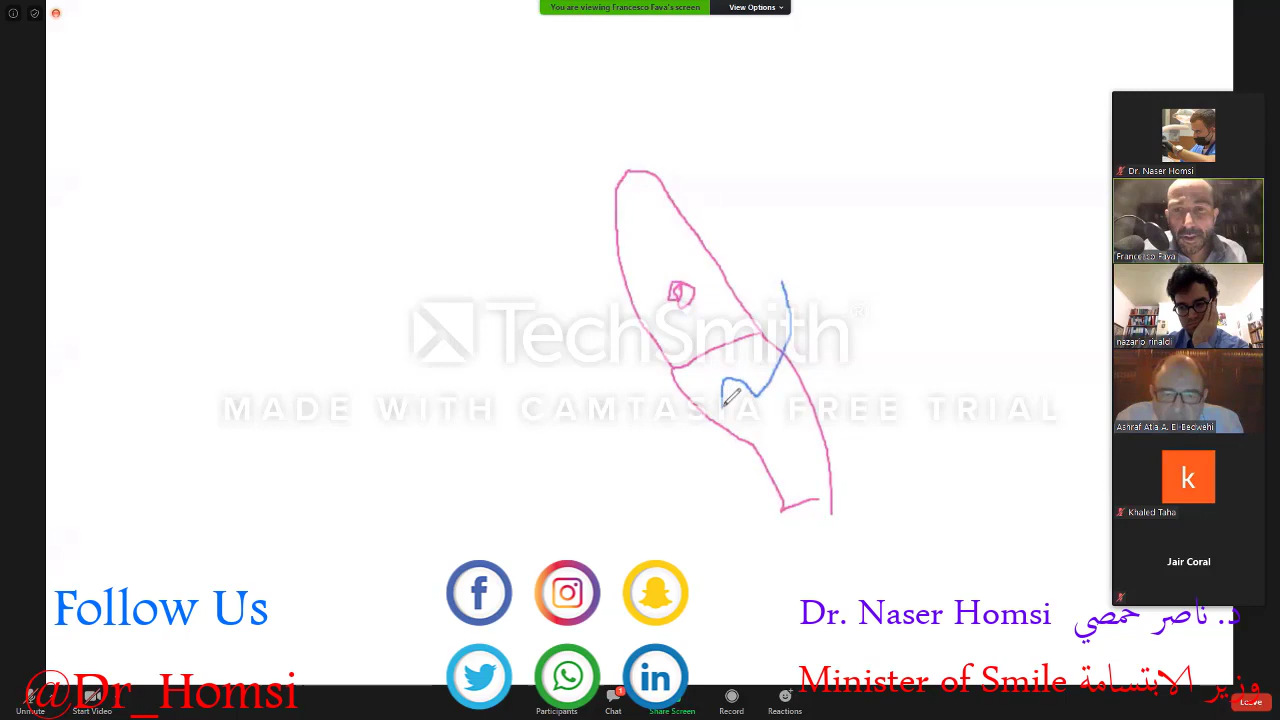 You are viewing Francesco Fava's screen
View Options
Dr. Naser Homsi
Francesco Fava
nazario rinaldi
Ashraf Atia A. El-Bedwehi
k
Khaled Taha
Jair Coral
TechSmith
MADE WITH CAMTASIA FREE TRIAL
Follow Us
@Dr_Homsi
Dr. Naser Homsi د. ناصر حمصي
Minister of Smile وزير الابتسامة
Unmute
Start Video
Participants
1
Chat
Share Screen
Record
Reactions
Leave